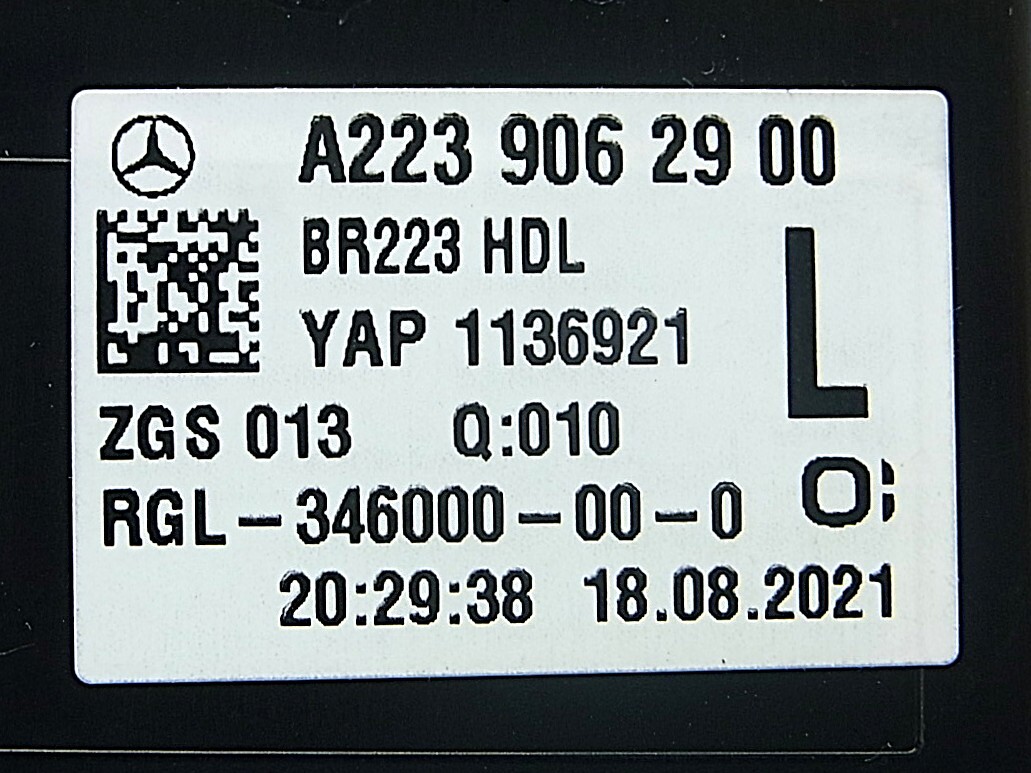 A223 906 29 00
BR223 HDL
YAP 1136921
L
ZGS 013 Q:010
RGL-346000-00-0
20:29:38 18.08.2021